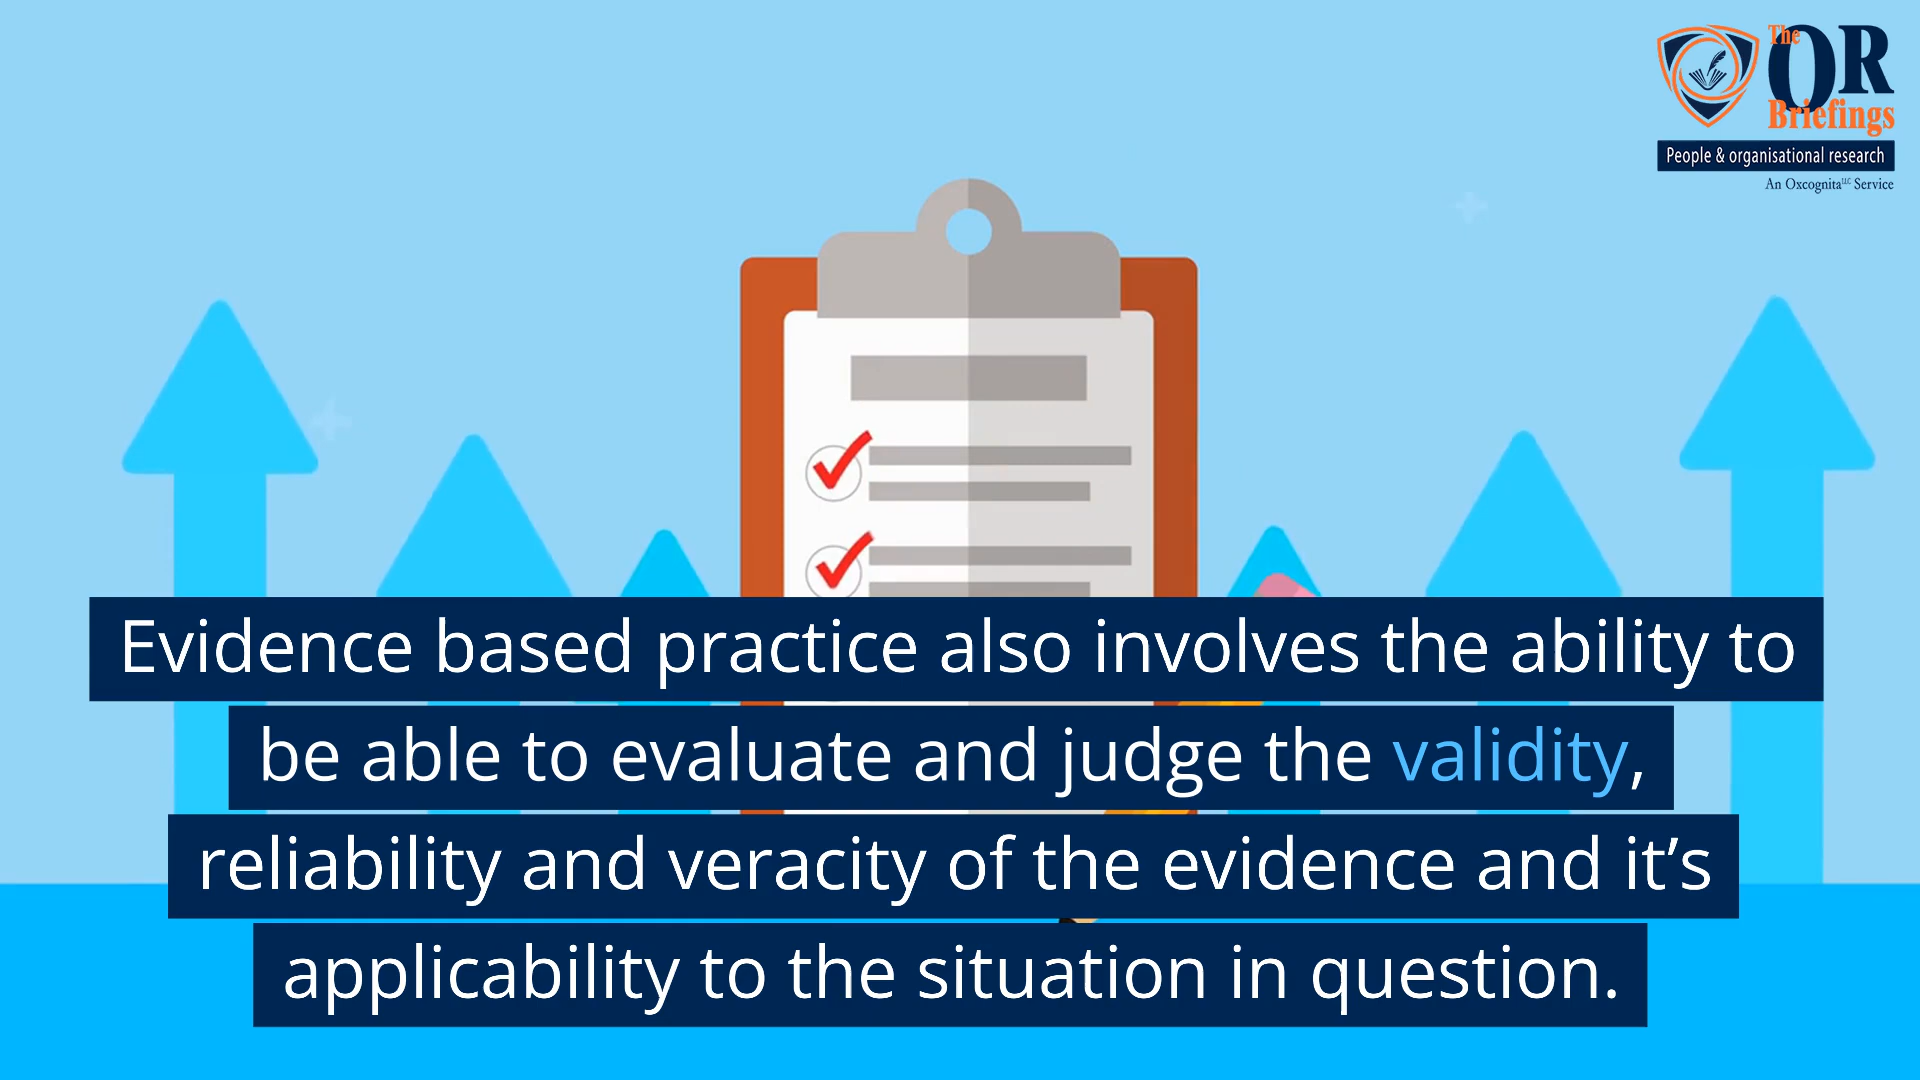 The
OR
Briefings
People & organisational research
An Oxcognita LLC Service
Evidence based practice also involves the ability to
be able to evaluate and judge the validity,
reliability and veracity of the evidence and it’s
applicability to the situation in question.